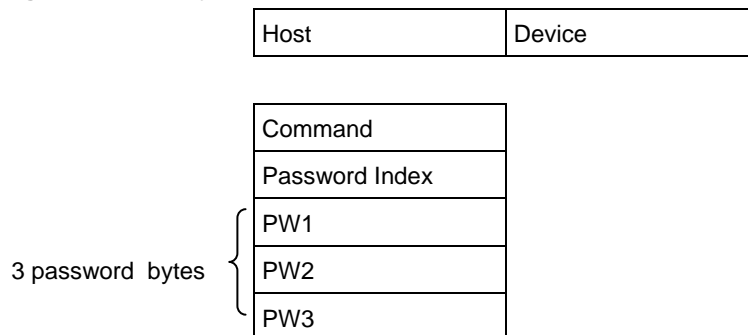 Host Device
Command
Password Index
PW1
3 password bytes PW2
PW3